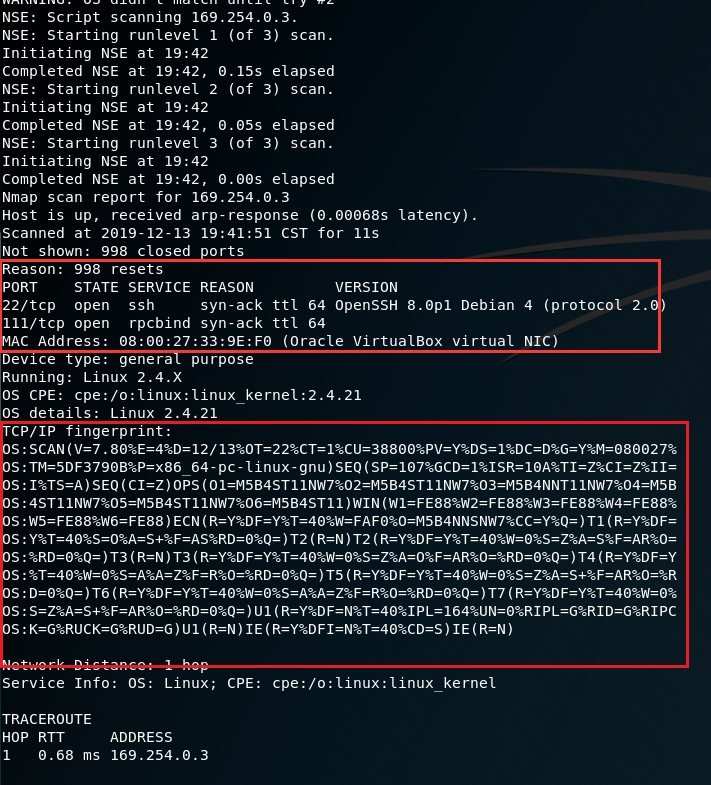 WARNING: OS didn't match until try #2
NSE: Script scanning 169.254.0.3.
NSE: Starting runlevel 1 (of 3) scan.
Initiating NSE at 19:42
Completed NSE at 19:42, 0.15s elapsed
NSE: Starting runlevel 2 (of 3) scan.
Initiating NSE at 19:42
Completed NSE at 19:42, 0.05s elapsed
NSE: Starting runlevel 3 (of 3) scan.
Initiating NSE at 19:42
Completed NSE at 19:42, 0.00s elapsed
Nmap scan report for 169.254.0.3
Host is up, received arp-response (0.00068s latency).
Scanned at 2019-12-13 19:41:51 CST for 11s
Not shown: 998 closed ports
Reason: 998 resets
PORT    STATE SERVICE REASON         VERSION
22/tcp  open  ssh     syn-ack ttl 64 OpenSSH 8.0p1 Debian 4 (protocol 2.0)
111/tcp open  rpcbind syn-ack ttl 64
MAC Address: 08:00:27:33:9E:F0 (Oracle VirtualBox virtual NIC)
Device type: general purpose
Running: Linux 2.4.X
OS CPE: cpe:/o:linux:linux_kernel:2.4.21
OS details: Linux 2.4.21
TCP/IP fingerprint:
OS:SCAN(V=7.80%E=4%D=12/13%OT=22%CT=1%CU=38800%PV=Y%DS=1%DC=D%G=Y%M=080027%
OS:TM=5DF3790B%P=x86_64-pc-linux-gnu)SEQ(SP=107%GCD=1%ISR=10A%TI=Z%CI=Z%II=
OS:I%TS=A)SEQ(CI=Z)OPS(O1=M5B4ST11NW7%O2=M5B4ST11NW7%O3=M5B4NNT11NW7%O4=M5B
OS:4ST11NW7%O5=M5B4ST11NW7%O6=M5B4ST11)WIN(W1=FE88%W2=FE88%W3=FE88%W4=FE88%
OS:W5=FE88%W6=FE88)ECN(R=Y%DF=Y%T=40%W=FAF0%O=M5B4NNSNW7%CC=Y%Q=)T1(R=Y%DF=
OS:Y%T=40%S=O%A=S+%F=AS%RD=0%Q=)T2(R=N)T2(R=Y%DF=Y%T=40%W=0%S=Z%A=S%F=AR%O=
OS:%RD=0%Q=)T3(R=N)T3(R=Y%DF=Y%T=40%W=0%S=Z%A=O%F=AR%O=%RD=0%Q=)T4(R=Y%DF=Y
OS:%T=40%W=0%S=A%A=Z%F=R%O=%RD=0%Q=)T5(R=Y%DF=Y%T=40%W=0%S=Z%A=S+%F=AR%O=%R
OS:D=0%Q=)T6(R=Y%DF=Y%T=40%W=0%S=A%A=Z%F=R%O=%RD=0%Q=)T7(R=Y%DF=Y%T=40%W=0%
OS:S=Z%A=S+%F=AR%O=%RD=0%Q=)U1(R=Y%DF=N%T=40%IPL=164%UN=0%RIPL=G%RID=G%RIPC
OS:K=G%RUCK=G%RUD=G)U1(R=N)IE(R=Y%DFI=N%T=40%CD=S)IE(R=N)
Network Distance: 1 hop
Service Info: OS: Linux; CPE: cpe:/o:linux:linux_kernel
TRACEROUTE
HOP RTT     ADDRESS
1   0.68 ms 169.254.0.3